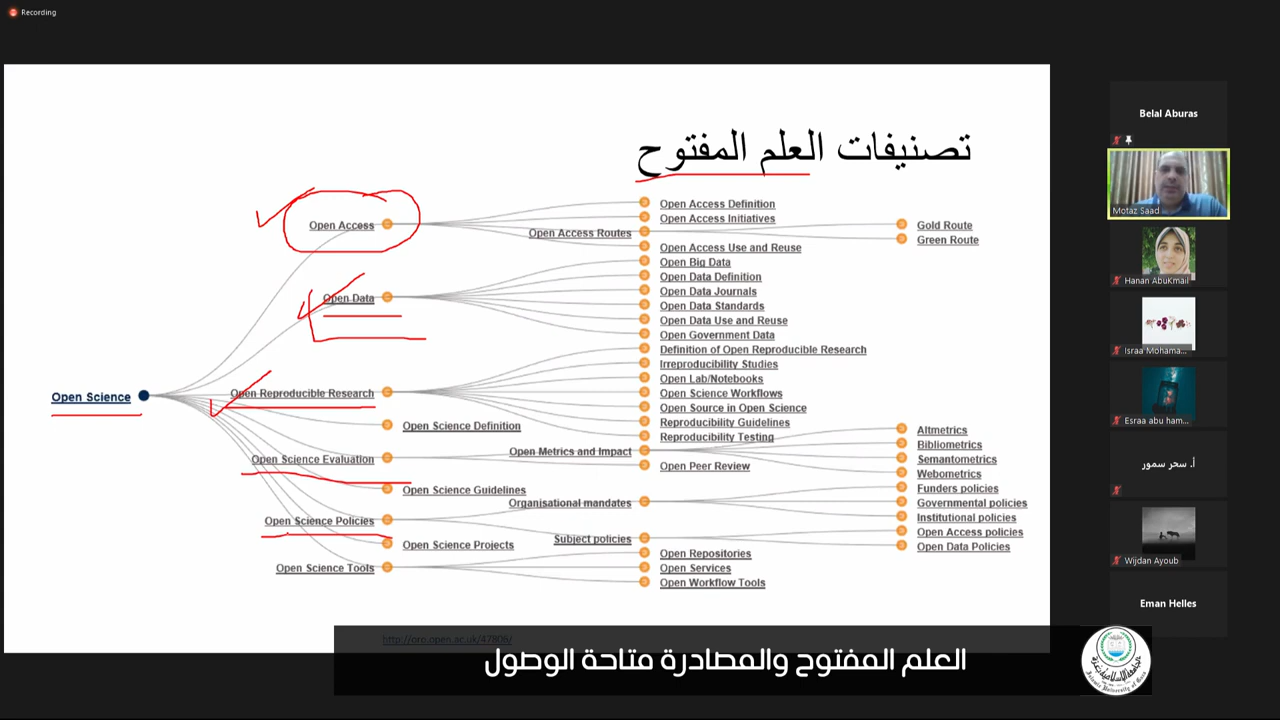 Recording
تصنيفات العلم المفتوح
Open Science
Open Access
Open Access Definition
Open Access Initiatives
Open Access Routes
Gold Route
Green Route
Open Access Use and Reuse
Open Data
Open Big Data
Open Data Definition
Open Data Journals
Open Data Standards
Open Data Use and Reuse
Open Government Data
Open Reproducible Research
Definition of Open Reproducible Research
Irreproducibility Studies
Open Lab/Notebooks
Open Science Workflows
Open Source in Open Science
Reproducibility Guidelines
Reproducibility Testing
Open Science Definition
Open Science Evaluation
Open Metrics and Impact
Altmetrics
Bibliometrics
Semantometrics
Webometrics
Open Peer Review
Open Science Guidelines
Open Science Policies
Organisational mandates
Funders policies
Governmental policies
Institutional policies
Subject policies
Open Access policies
Open Data Policies
Open Science Projects
Open Science Tools
Open Repositories
Open Services
Open Workflow Tools
http://oro.open.ac.uk/47806/
العلم المفتوح والمصادرة متاحة الوصول
Belal Aburas
Motaz Saad
Hanan AbuKmail
Israa Mohama...
Esraa abu ham...
أ. سحر سمور
Wijdan Ayoub
Eman Helles